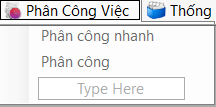 Phân Công Việc Thống
Phân công nhanh
Phân công
Type Here